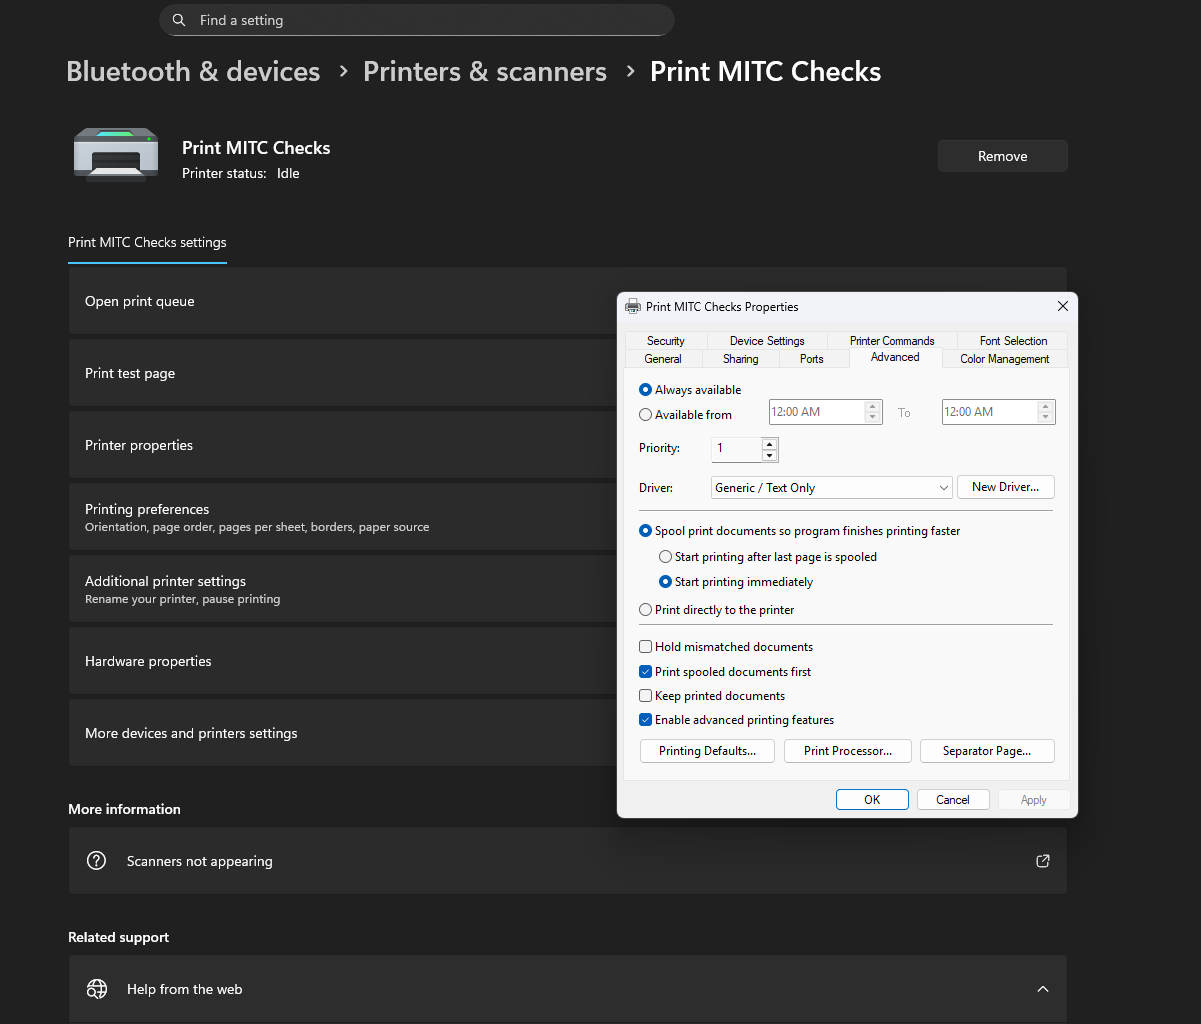 Find a setting
Bluetooth & devices > Printers & scanners > Print MITC Checks
Print MITC Checks
Printer status: Idle
Remove
Print MITC Checks settings
Open print queue
Print test page
Printer properties
Printing preferences
Orientation, page order, pages per sheet, borders, paper source
Additional printer settings
Rename your printer, pause printing
Hardware properties
More devices and printers settings
More information
Scanners not appearing
Related support
Help from the web
Print MITC Checks Properties
Security Device Settings Printer Commands Font Selection
General Sharing Ports Advanced Color Management
Always available
Available from 12:00 AM To 12:00 AM
Priority: 1
Driver: Generic / Text Only New Driver...
Spool print documents so program finishes printing faster
Start printing after last page is spooled
Start printing immediately
Print directly to the printer
Hold mismatched documents
Print spooled documents first
Keep printed documents
Enable advanced printing features
Printing Defaults... Print Processor... Separator Page...
OK Cancel Apply